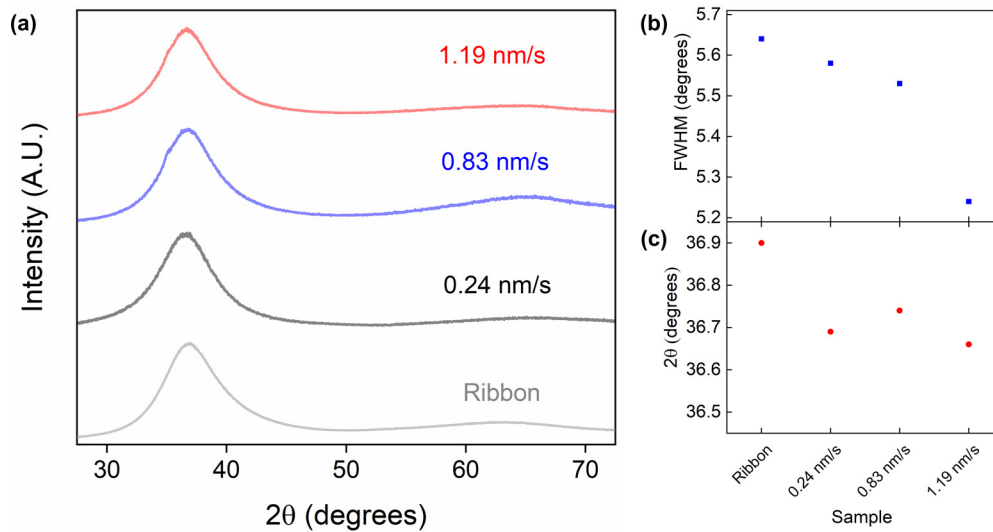 (a)
Intensity (A.U.)
1.19 nm/s
0.83 nm/s
0.24 nm/s
Ribbon
30 40 50 60 70
2θ (degrees)
(b)
FWHM (degrees)
5.7
5.6
5.5
5.4
5.3
5.2
(c)
2θ (degrees)
36.9
36.8
36.7
36.6
36.5
Ribbon 0.24 nm/s 0.83 nm/s 1.19 nm/s
Sample